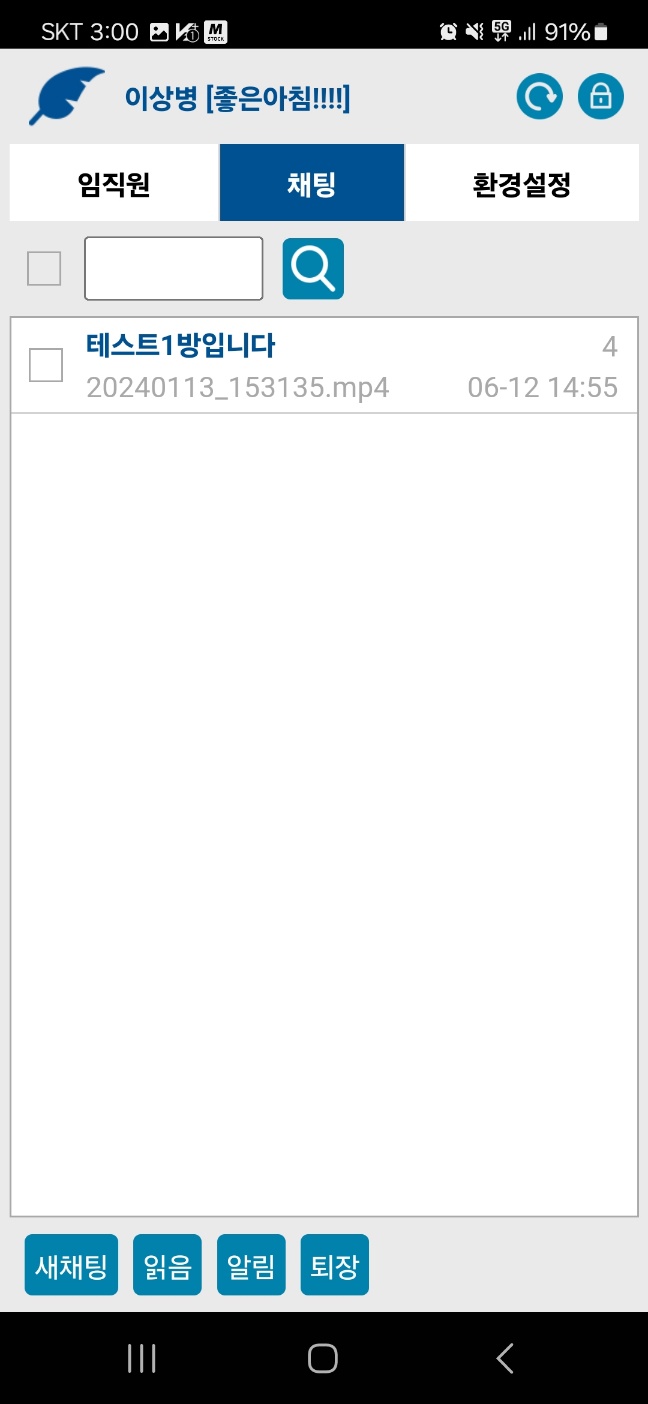 SKT 3:00 M STOCK 5G 91%
이상병 [좋은아침!!!!]
임직원 채팅 환경설정
테스트1방입니다 4
20240113_153135.mp4 06-12 14:55
새채팅 읽음 알림 퇴장